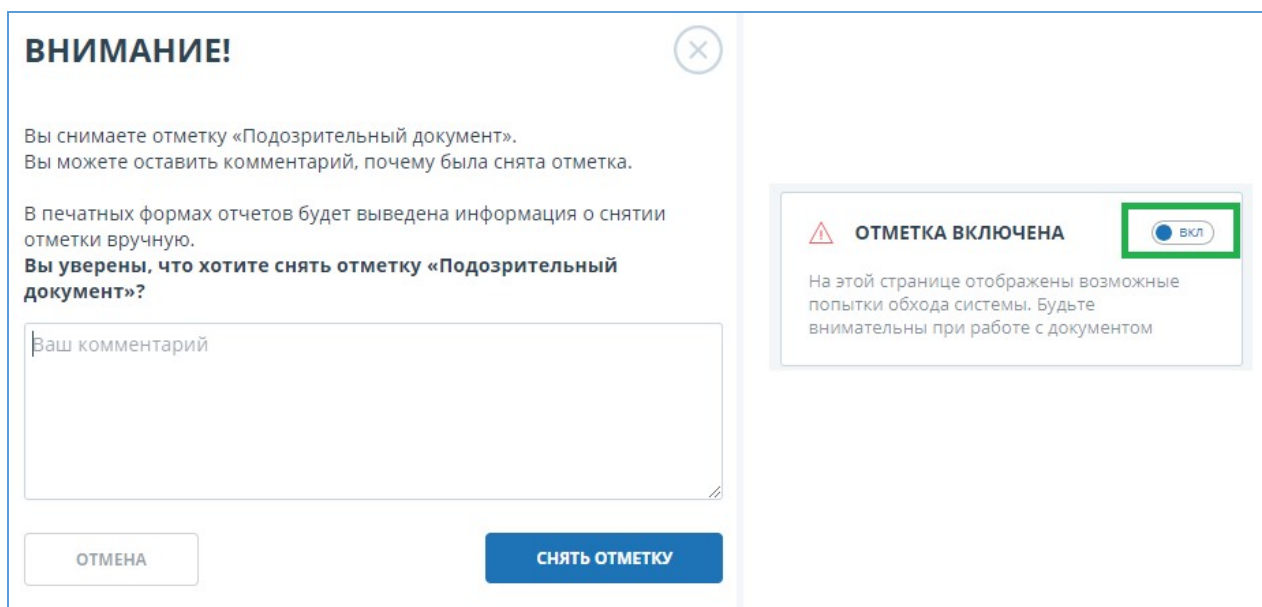 ВНИМАНИЕ!
Вы снимаете отметку «Подозрительный документ».
Вы можете оставить комментарий, почему была снята отметка.
В печатных формах отчетов будет выведена информация о снятии
отметки вручную.
Вы уверены, что хотите снять отметку «Подозрительный
документ»?
Ваш комментарий
ОТМЕНА
СНЯТЬ ОТМЕТКУ
ОТМЕТКА ВКЛЮЧЕНА
ВКЛ
На этой странице отображены возможные
попытки обхода системы. Будьте
внимательны при работе с документом